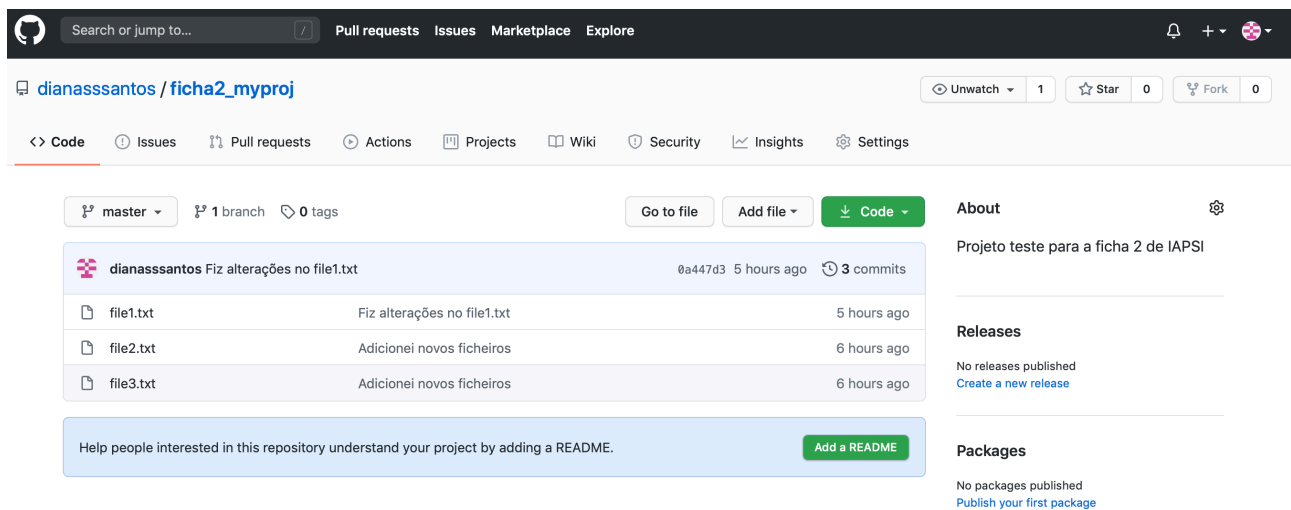 Search or jump to... /
Pull requests Issues Marketplace Explore
dianasssantos / ficha2_myproj
Unwatch 1 Star 0 Fork 0
Code Issues Pull requests Actions Projects Wiki Security Insights Settings
master 1 branch 0 tags Go to file Add file Code
dianasssantos Fiz alterações no file1.txt 0a447d3 5 hours ago 3 commits
file1.txt Fiz alterações no file1.txt 5 hours ago
file2.txt Adicionei novos ficheiros 6 hours ago
file3.txt Adicionei novos ficheiros 6 hours ago
Help people interested in this repository understand your project by adding a README. Add a README
About
Projeto teste para a ficha 2 de IAPSI
Releases
No releases published
Create a new release
Packages
No packages published
Publish your first package